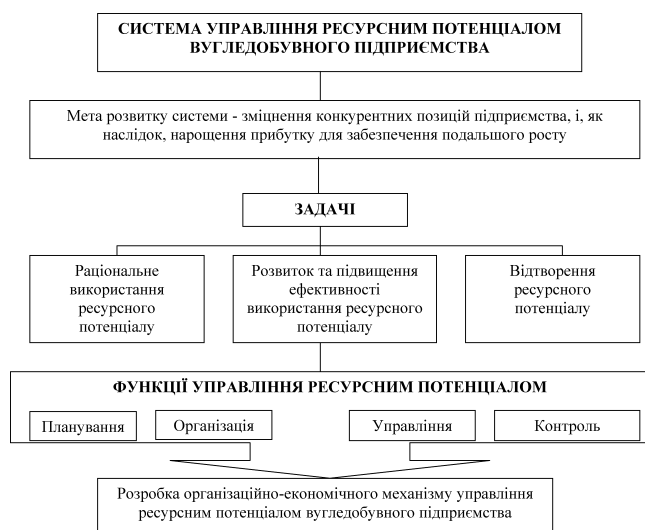 СИСТЕМА УПРАВЛІННЯ РЕСУРСНИМ ПОТЕНЦІАЛОМ
ВУГЛЕДОБУВНОГО ПІДПРИЄМСТВА
Мета розвитку системи - зміцнення конкурентних позицій підприємства, і, як
наслідок, нарощення прибутку для забезпечення подальшого росту
ЗАДАЧІ
Раціональне
використання
ресурсного
потенціалу
Розвиток та підвищення
ефективності
використання ресурсного
потенціалу
Відтворення
ресурсного
потенціалу
ФУНКЦІЇ УПРАВЛІННЯ РЕСУРСНИМ ПОТЕНЦІАЛОМ
Планування
Організація
Управління
Контроль
Розробка організаційно-економічного механізму управління
ресурсним потенціалом вугледобувного підприємства